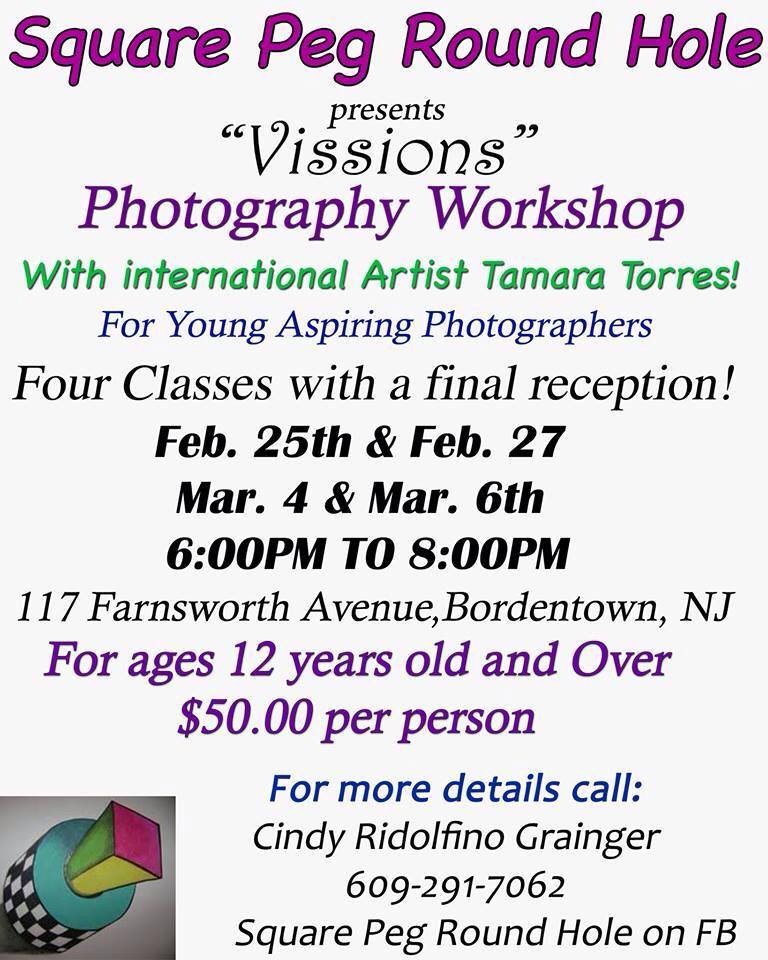 Square Peg Round Hole
presents
“Vissions”
Photography Workshop
With international Artist Tamara Torres!
For Young Aspiring Photographers
Four Classes with a final reception!
Feb. 25th & Feb. 27
Mar. 4 & Mar. 6th
6:00PM TO 8:00PM
117 Farnsworth Avenue,Bordentown, NJ
For ages 12 years old and Over
$50.00 per person
For more details call:
Cindy Ridolfino Grainger
609-291-7062
Square Peg Round Hole on FB